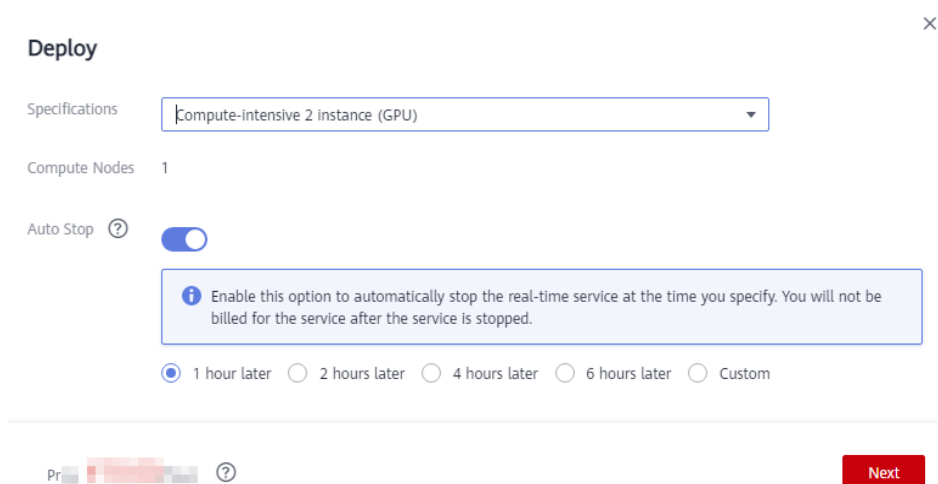 Deploy
Specifications
Compute-intensive 2 instance (GPU)
Compute Nodes 1
Auto Stop ?
Enable this option to automatically stop the real-time service at the time you specify. You will not be
billed for the service after the service is stopped.
1 hour later 2 hours later 4 hours later 6 hours later Custom
Pr ?
Next